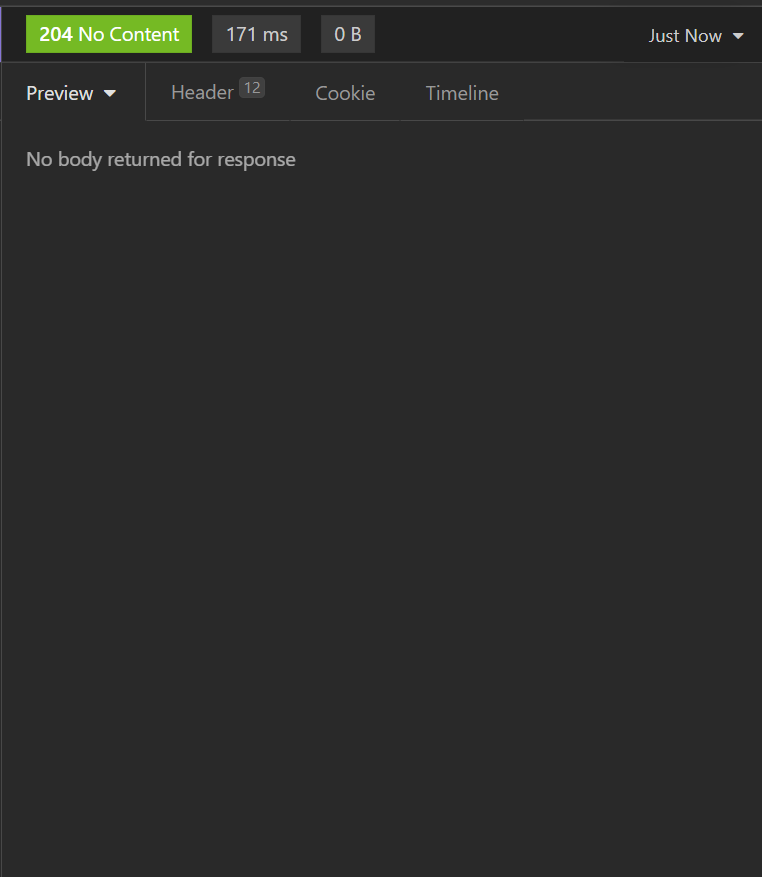 204 No Content 171 ms 0 B Just Now
Preview Header 12 Cookie Timeline
No body returned for response